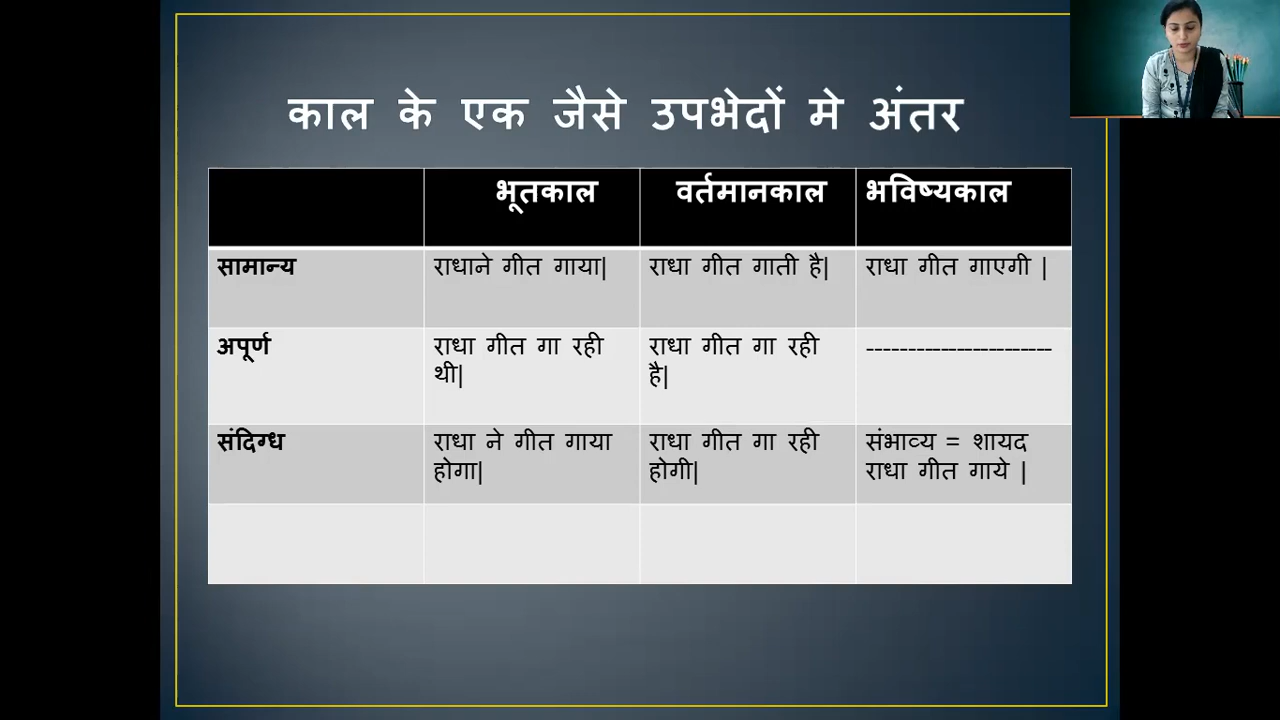 काल के एक जैसे उपभेदों मे अंतर
भूतकाल वर्तमानकाल भविष्यकाल
सामान्य राधाने गीत गाया| राधा गीत गाती है| राधा गीत गाएगी |
अपूर्ण राधा गीत गा रही राधा गीत गा रही -----------------------
थी| है|
संदिग्ध राधा ने गीत गाया राधा गीत गा रही संभाव्य = शायद
होगा| होगी| राधा गीत गाये |